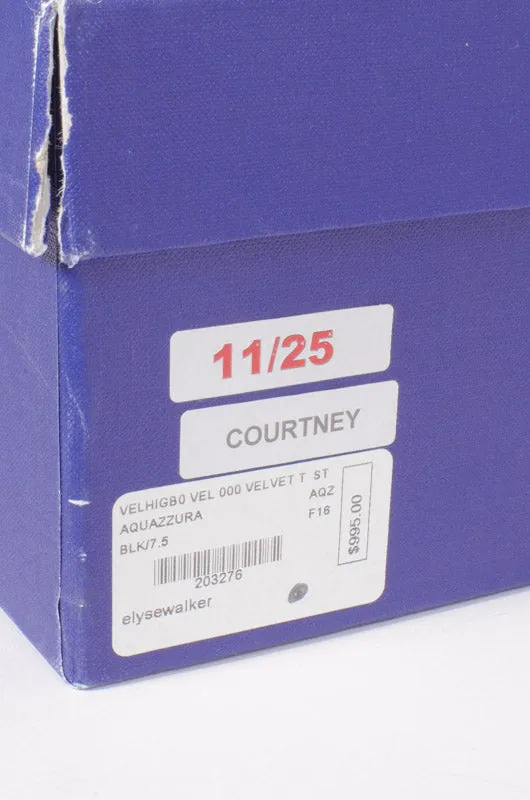 11/25
COURTNEY
VELHIGB0 VEL 000 VELVET T ST
AQUAZZURA AQZ
BLK/7.5 F16
$995.00
203276
elysewalker